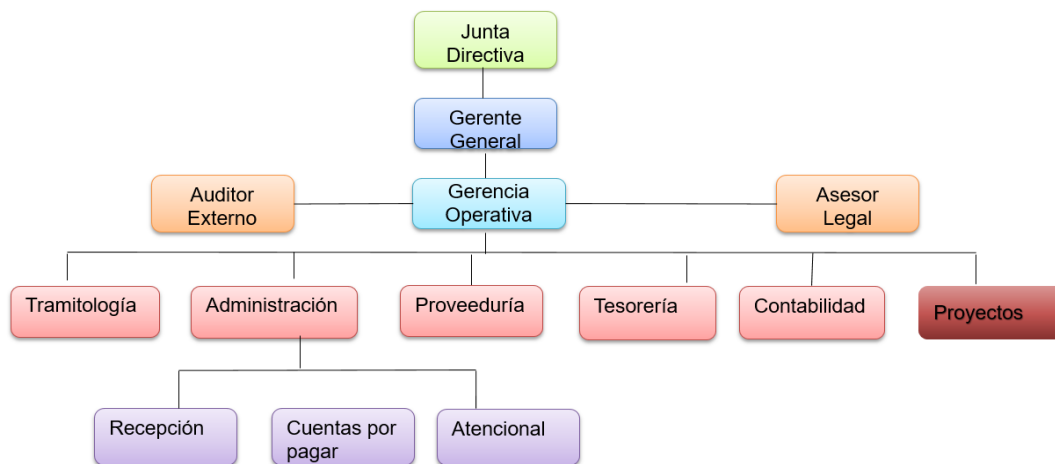 Junta
Directiva
Gerente
General
Auditor
Externo
Gerencia
Operativa
Asesor
Legal
Tramitología
Administración
Proveeduría
Tesorería
Contabilidad
Proyectos
Recepción
Cuentas por
pagar
Atencional